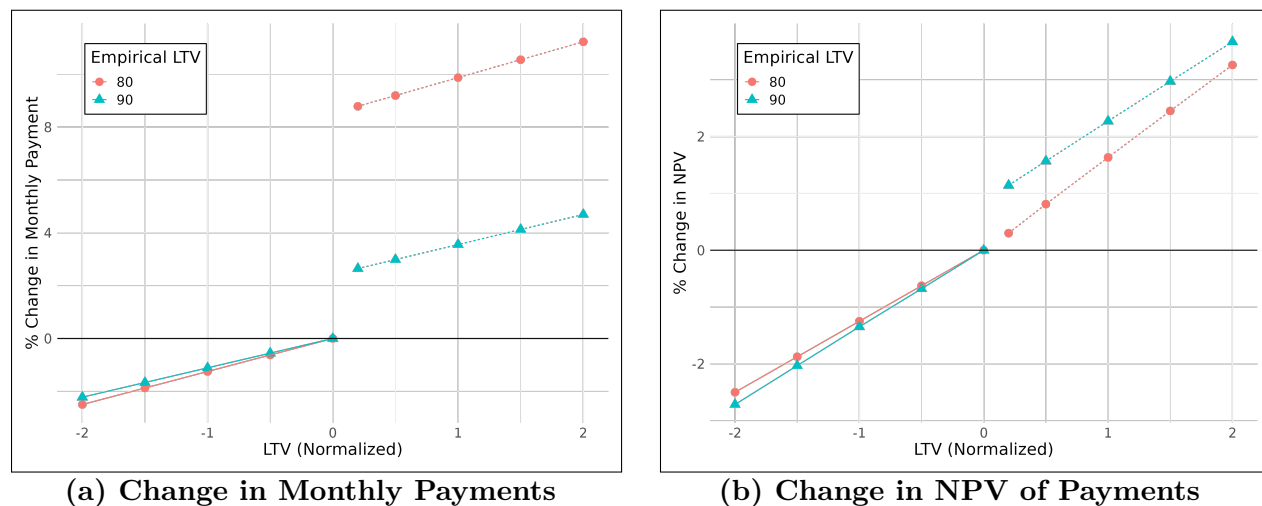 Empirical LTV
80
90
% Change in Monthly Payment
8
4
0
-2
-1
0
1
2
LTV (Normalized)
(a) Change in Monthly Payments
Empirical LTV
80
90
% Change in NPV
2
0
-2
-2
-1
0
1
2
LTV (Normalized)
(b) Change in NPV of Payments